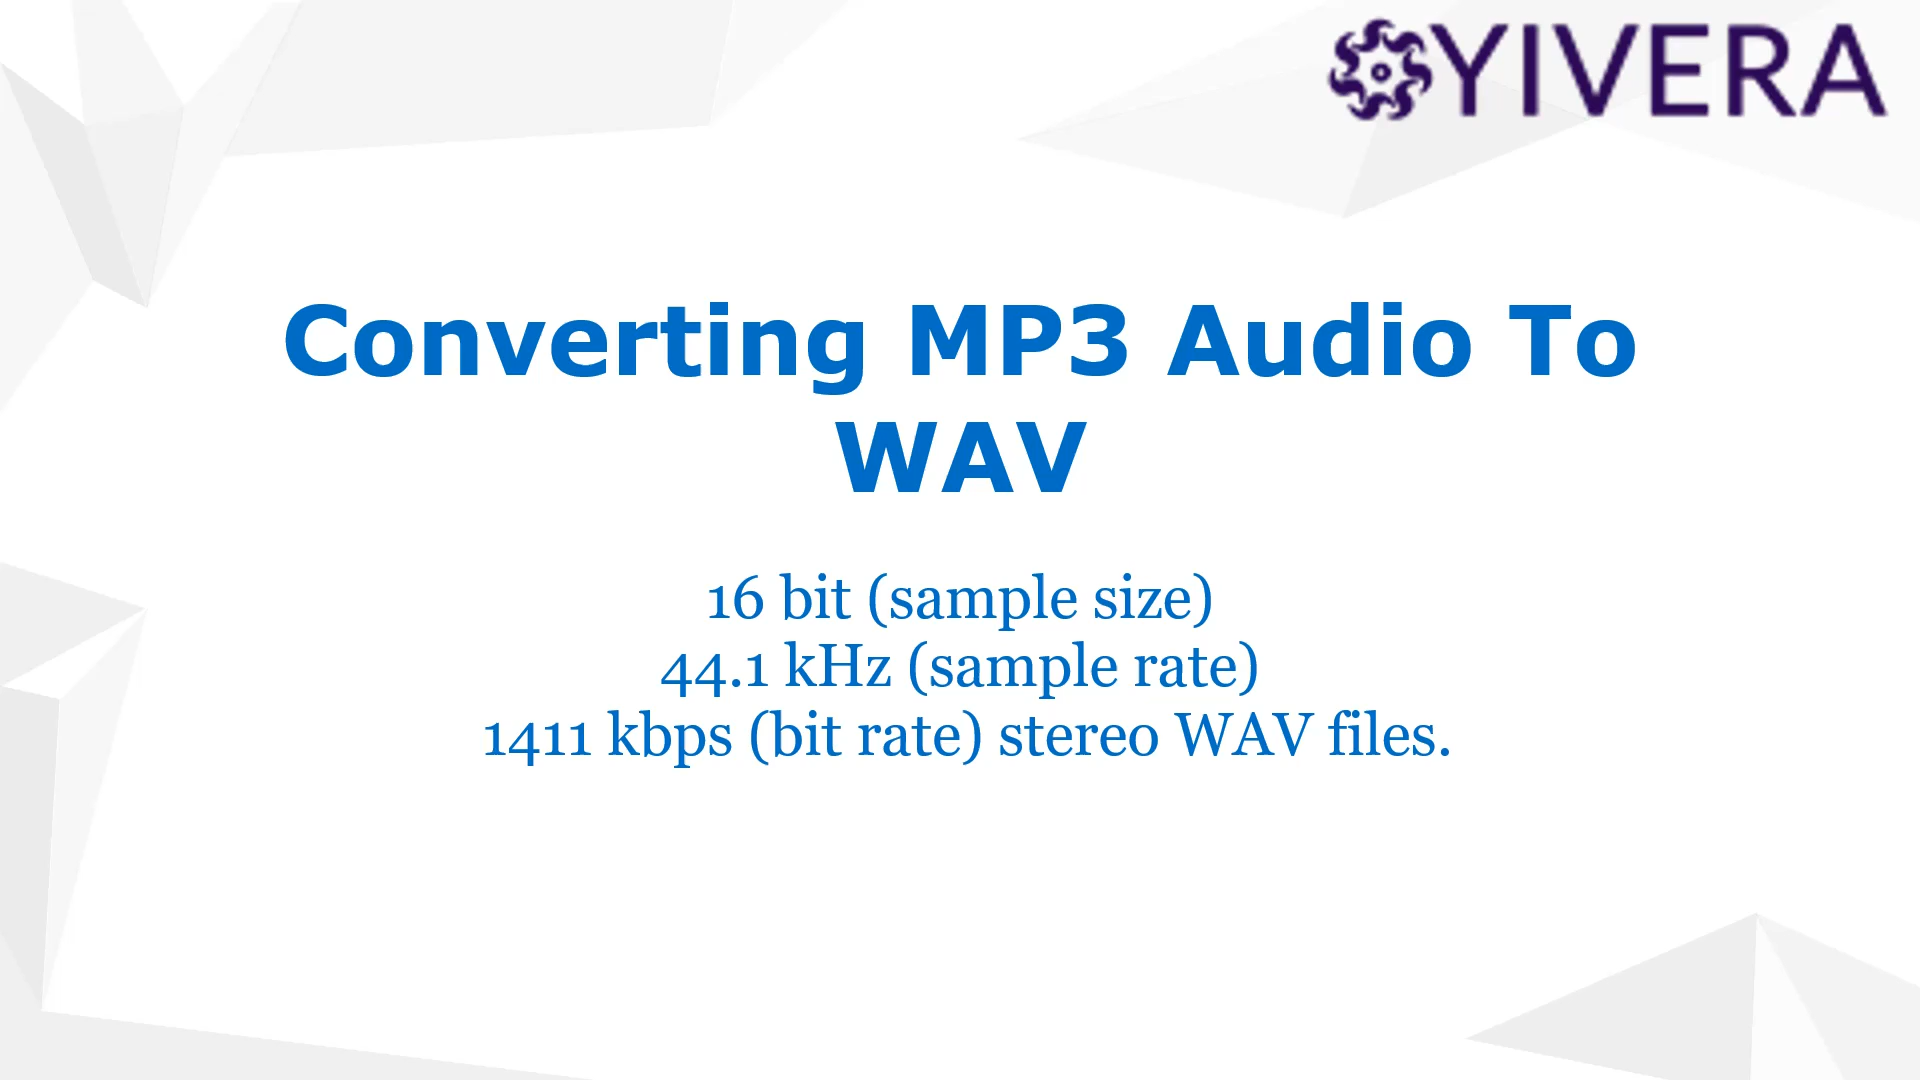 YIVERA
Converting MP3 Audio To
WAV
16 bit (sample size)
44.1 kHz (sample rate)
1411 kbps (bit rate) stereo WAV files.